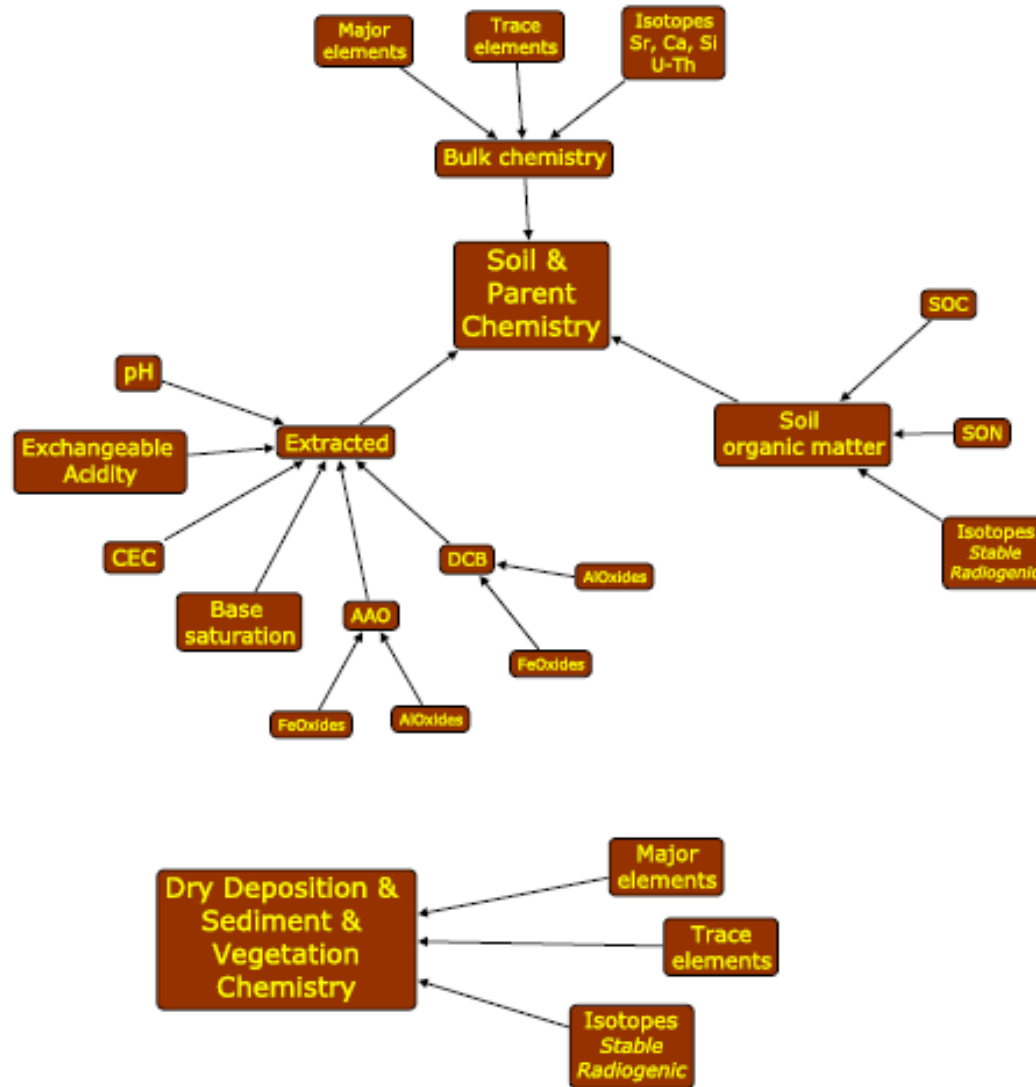 Major
elements
Trace
elements
Isotopes
Sr, Ca, Si
U-Th
Bulk chemistry
Soil &
Parent
Chemistry
SOC
pH
Soil
organic matter
SON
Extracted
Exchangeable
Acidity
Isotopes
Stable
Radiogenic
CEC
DCB
AlOxides
Base
saturation
AAO
FeOxides
FeOxides
AlOxides
Dry Deposition &
Sediment &
Vegetation
Chemistry
Major
elements
Trace
elements
Isotopes
Stable
Radiogenic